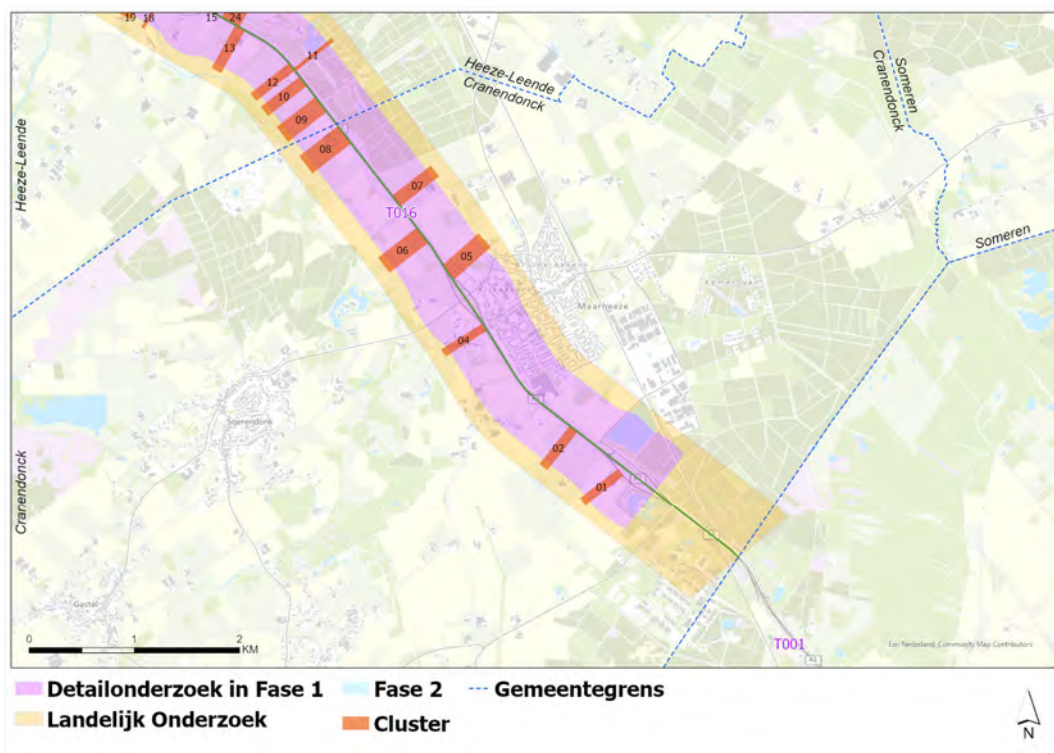 19 18 15 24
13
11
12
10
09
08
07
06
05
04
02
01
Heeze-Leende
Cranendonck
Someren
Cranendonck
Heeze-Leende
Someren
T016
Maarheeze
Soerendonk
Cranendonck
Gastel
T001
0 1 2
KM
Esri Nederland, Community Map Contributors
Detailonderzoek in Fase 1
Fase 2
Gemeentegrens
Landelijk Onderzoek
Cluster
N